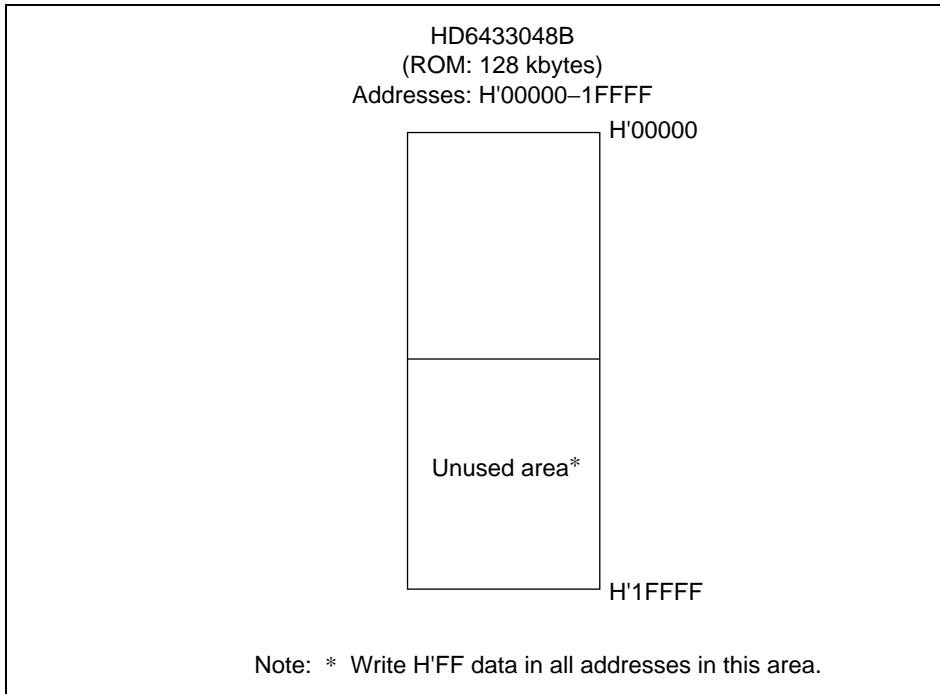 HD6433048B
(ROM: 128 kbytes)
Addresses: H'00000–1FFFF
H'00000
Unused area*
H'1FFFF
Note: * Write H'FF data in all addresses in this area.